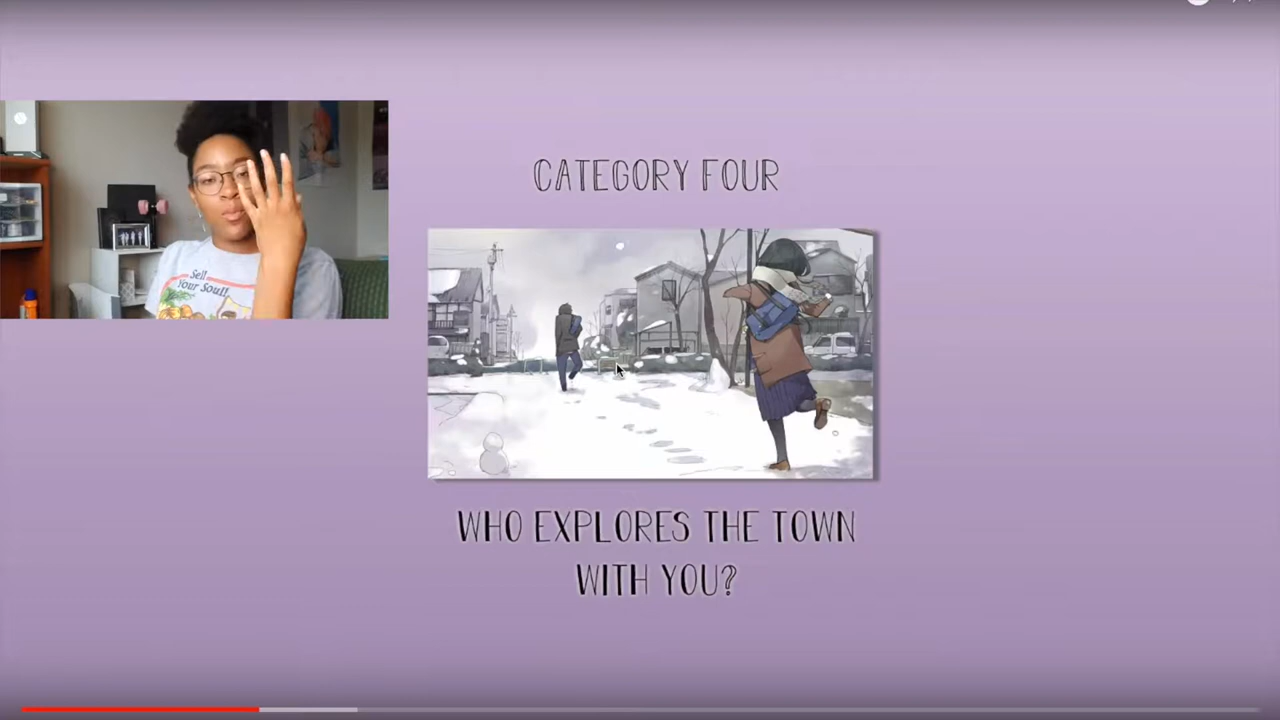 CATEGORY FOUR
Sell
Your Soul!
WHO EXPLORES THE TOWN
WITH YOU?